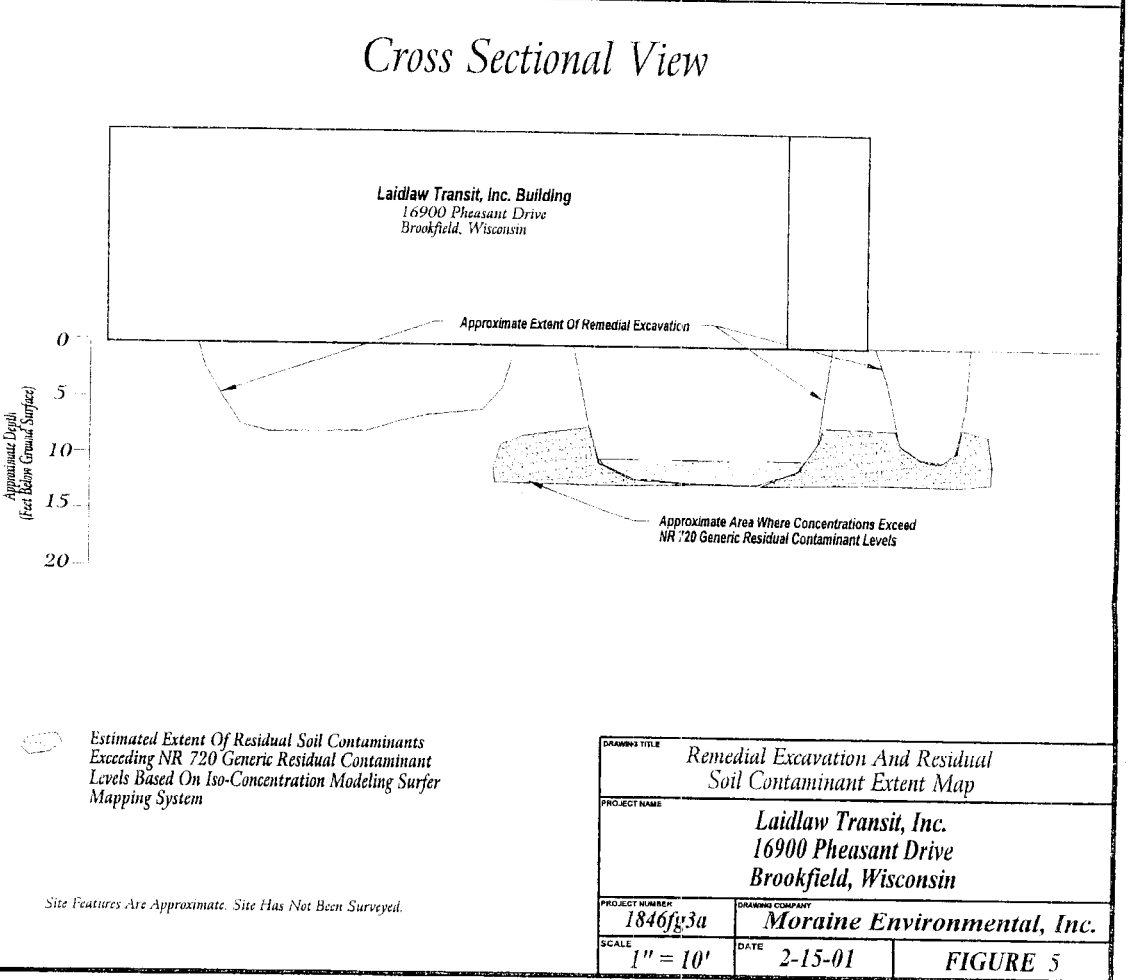 Cross Sectional View
Laidlaw Transit, Inc. Building
16900 Pheasant Drive
Brookfield, Wisconsin
Approximate Extent Of Remedial Excavation
0
5
10
15
20
Approximate Depth
(Feet Below Ground Surface)
Approximate Area Where Concentrations Exceed
NR 720 Generic Residual Contaminant Levels
Estimated Extent Of Residual Soil Contaminants
Exceeding NR 720 Generic Residual Contaminant
Levels Based On Iso-Concentration Modeling Surfer
Mapping System
Site Features Are Approximate. Site Has Not Been Surveyed.
DRAWING TITLE
Remedial Excavation And Residual
Soil Contaminant Extent Map
PROJECT NAME
Laidlaw Transit, Inc.
16900 Pheasant Drive
Brookfield, Wisconsin
PROJECT NUMBER
1846fg3a
DRAWING COMPANY
Moraine Environmental, Inc.
SCALE
1" = 10'
DATE
2-15-01
FIGURE 5